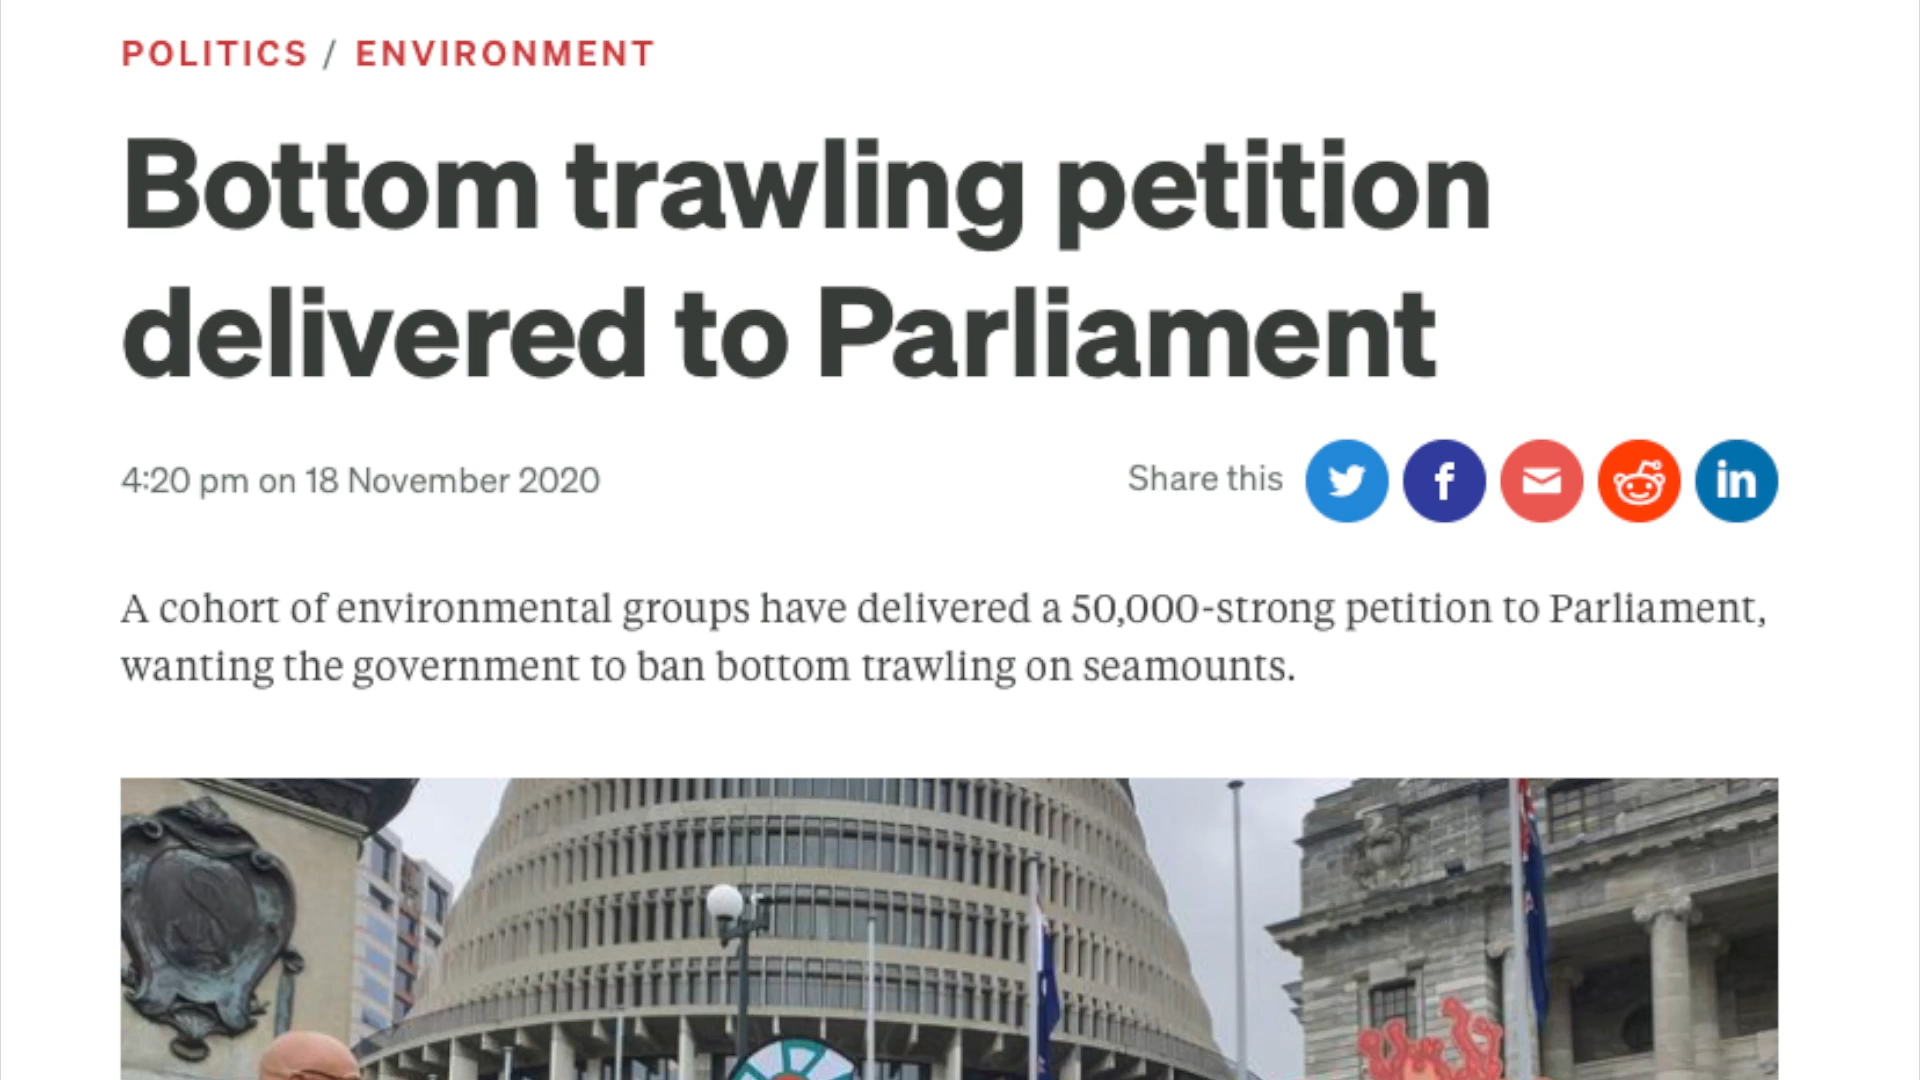 POLITICS / ENVIRONMENT
Bottom trawling petition
delivered to Parliament
4:20 pm on 18 November 2020
Share this
f
in
A cohort of environmental groups have delivered a 50,000-strong petition to Parliament,
wanting the government to ban bottom trawling on seamounts.